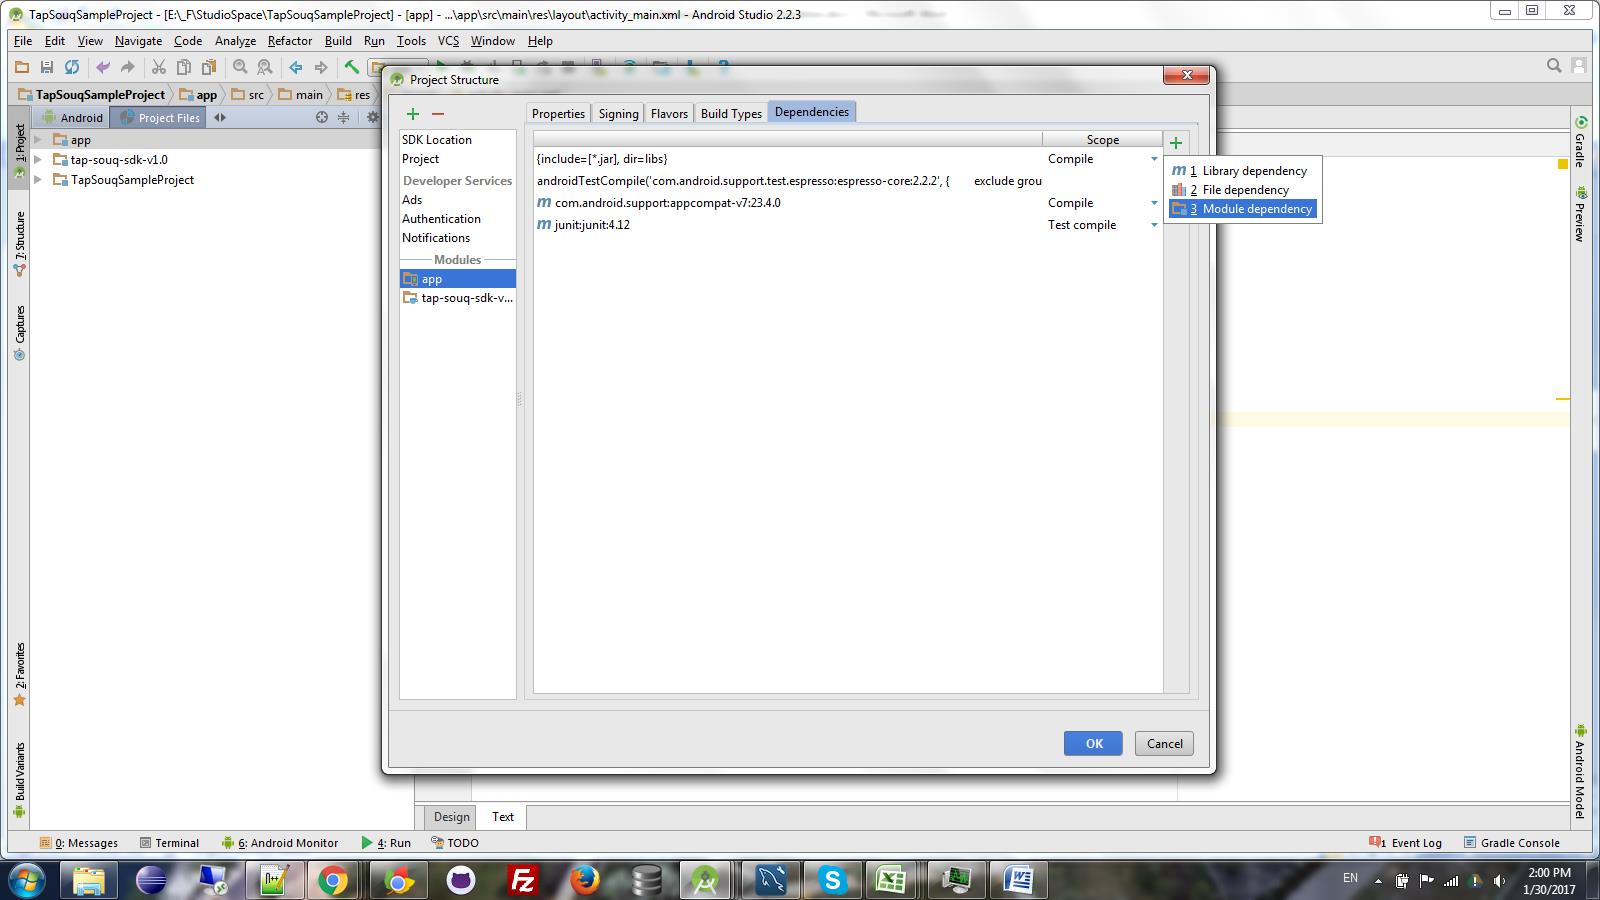 TapSouqSampleProject - [E:\_F\StudioSpace\TapSouqSampleProject] - [app] - ...\app\src\main\res\layout\activity_main.xml - Android Studio 2.2.3
File Edit View Navigate Code Analyze Refactor Build Run Tools VCS Window Help
TapSouqSampleProject app src main res
Android Project Files
app
tap-souq-sdk-v1.0
TapSouqSampleProject
1: Project
7: Structure
Captures
2: Favorites
Build Variants
Project Structure
SDK Location
Project
Developer Services
Ads
Authentication
Notifications
Modules
app
tap-souq-sdk-v...
Properties Signing Flavors Build Types Dependencies
Scope
{include=[*.jar], dir=libs} Compile
androidTestCompile('com.android.support.test.espresso:espresso-core:2.2.2', { exclude grou
m com.android.support:appcompat-v7:23.4.0 Compile
m junit:junit:4.12 Test compile
m 1 Library dependency
2 File dependency
3 Module dependency
OK Cancel
Gradle
Preview
Android Model
Design Text
0: Messages Terminal 6: Android Monitor 4: Run TODO 1 Event Log Gradle Console
Fz
S
W
EN
2:00 PM
1/30/2017